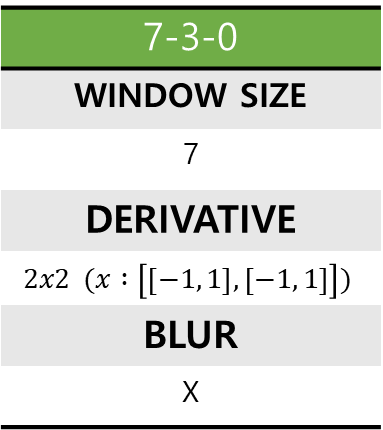 7-3-0
WINDOW SIZE
7
DERIVATIVE
2x2 (x : [[−1, 1], [−1, 1]])
BLUR
X